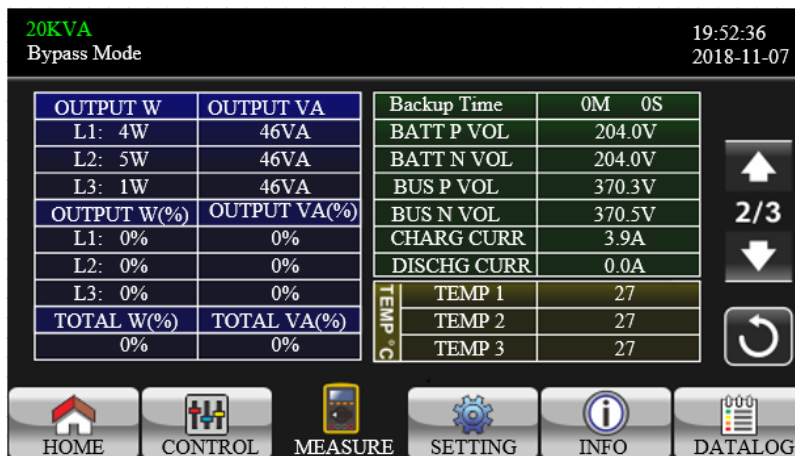 20KVA
Bypass Mode
19:52:36
2018-11-07
OUTPUT W OUTPUT VA
L1: 4W 46VA
L2: 5W 46VA
L3: 1W 46VA
OUTPUT W(%) OUTPUT VA(%)
L1: 0% 0%
L2: 0% 0%
L3: 0% 0%
TOTAL W(%) TOTAL VA(%)
0% 0%
Backup Time 0M 0S
BATT P VOL 204.0V
BATT N VOL 204.0V
BUS P VOL 370.3V
BUS N VOL 370.5V
CHARG CURR 3.9A
DISCHG CURR 0.0A
TEMP °C
TEMP 1 27
TEMP 2 27
TEMP 3 27
2/3
HOME CONTROL MEASURE SETTING INFO DATALOG